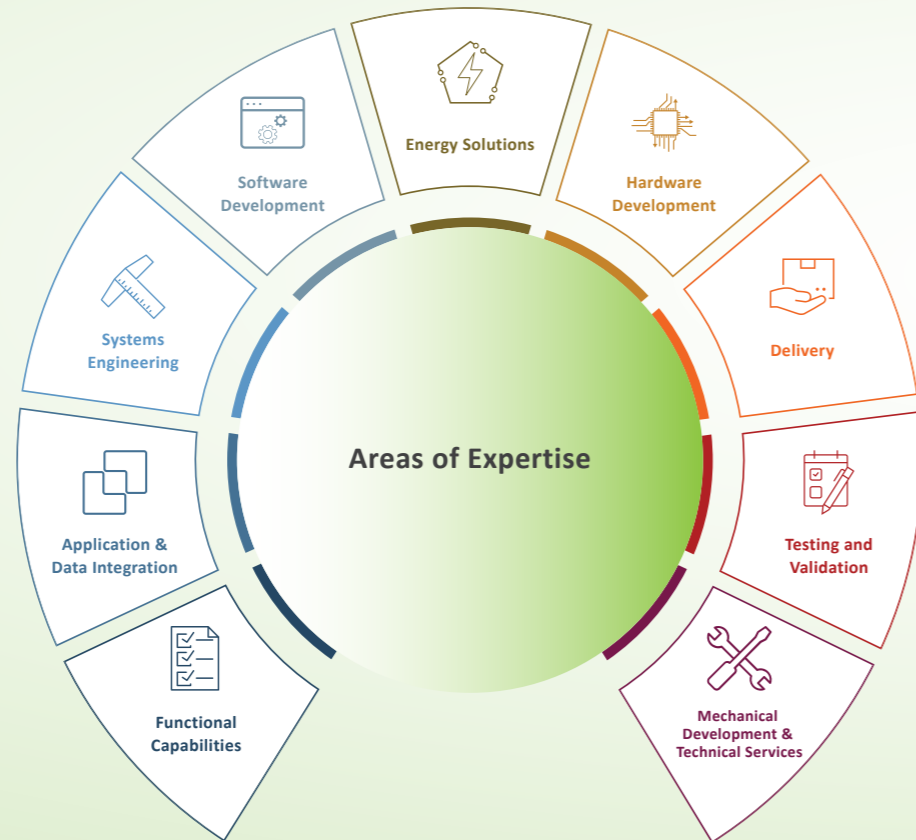 Energy Solutions
Software
Development
Hardware
Development
Systems
Engineering
Delivery
Areas of Expertise
Application &
Data Integration
Testing and
Validation
Functional
Capabilities
Mechanical
Development &
Technical Services